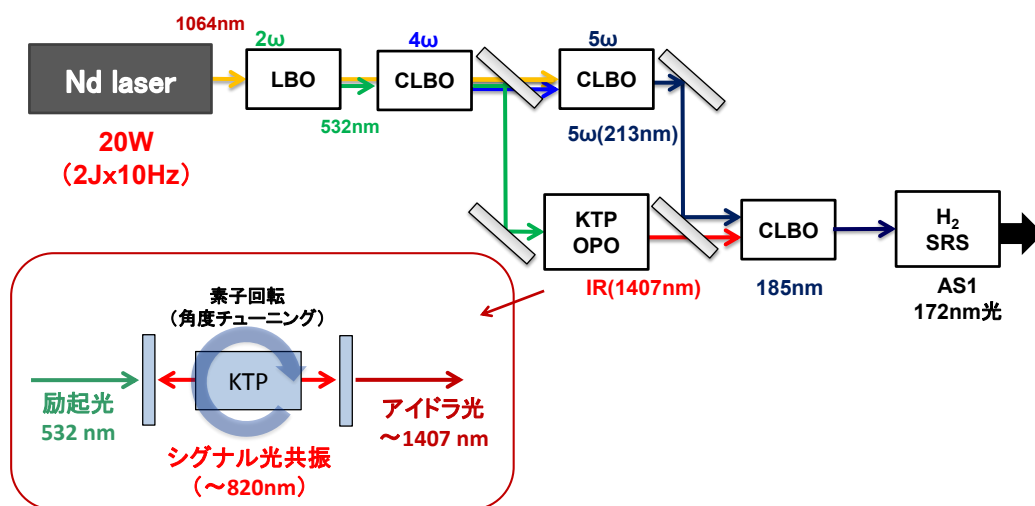 1064nm
Nd laser
20W
(2Jx10Hz)
2ω
LBO
532nm
4ω
CLBO
5ω
CLBO
5ω(213nm)
KTP
OPO
IR(1407nm)
CLBO
185nm
H2
SRS
AS1
172nm光
素子回転
(角度チューニング)
KTP
励起光
532 nm
シグナル光共振
(～820nm)
アイドラ光
～1407 nm